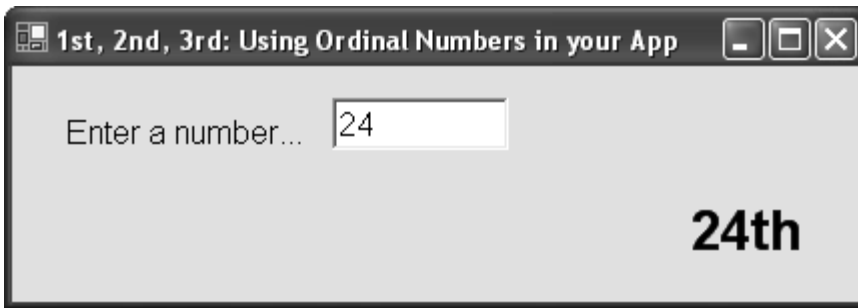 1st, 2nd, 3rd: Using Ordinal Numbers in your App
Enter a number... 24
24th